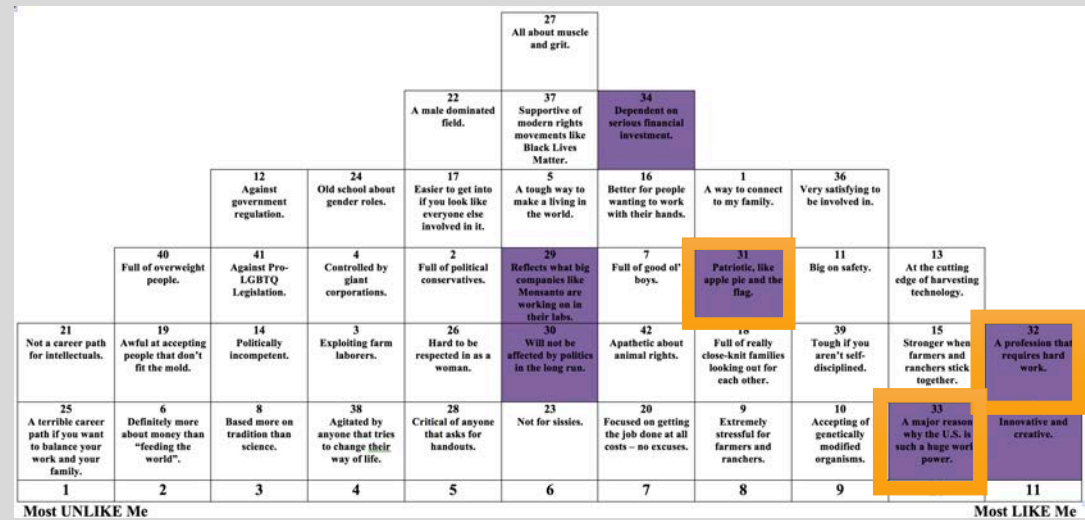 27
All about muscle
and grit.
22
A male dominated
field.
37
Supportive of
modern rights
movements like
Black Lives
Matter.
34
Dependent on
serious financial
investment.
12
Against
government
regulation.
24
Old school about
gender roles.
17
Easier to get into
if you look like
everyone else
involved in it.
5
A tough way to
make a living in
the world.
16
Better for people
wanting to work
with their hands.
1
A way to connect
to my family.
36
Very satisfying to
be involved in.
40
Full of overweight
people.
41
Against Pro-
LGBTQ
Legislation.
4
Controlled by
giant
corporations.
2
Full of political
conservatives.
29
Reflects what big
companies like
Monsanto are
working on in
their labs.
7
Full of good ol'
boys.
31
Patriotic, like
apple pie and the
flag.
11
Big on safety.
13
At the cutting
edge of harvesting
technology.
21
Not a career path
for intellectuals.
19
Awful at accepting
people that don't
fit the mold.
14
Politically
incompetent.
3
Exploiting farm
laborers.
26
Hard to be
respected in as a
woman.
30
Will not be
affected by politics
in the long run.
42
Apathetic about
animal rights.
18
Full of really
close-knit families
looking out for
each other.
39
Tough if you
aren't self-
disciplined.
15
Stronger when
farmers and
ranchers stick
together.
32
A profession that
requires hard
work.
25
A terrible career
path if you want
to balance your
work and your
family.
6
Definitely more
about money than
"feeding the
world".
8
Based more on
tradition than
science.
38
Agitated by
anyone that tries
to change their
way of life.
28
Critical of anyone
that asks for
handouts.
23
Not for sissies.
20
Focused on getting
the job done at all
costs – no excuses.
9
Extremely
stressful for
farmers and
ranchers.
10
Accepting of
genetically
modified
organisms.
33
A major reason
why the U.S. is
such a huge
power.
Innovative and
creative.
1 2 3 4 5 6 7 8 9 11
Most UNLIKE Me Most LIKE Me